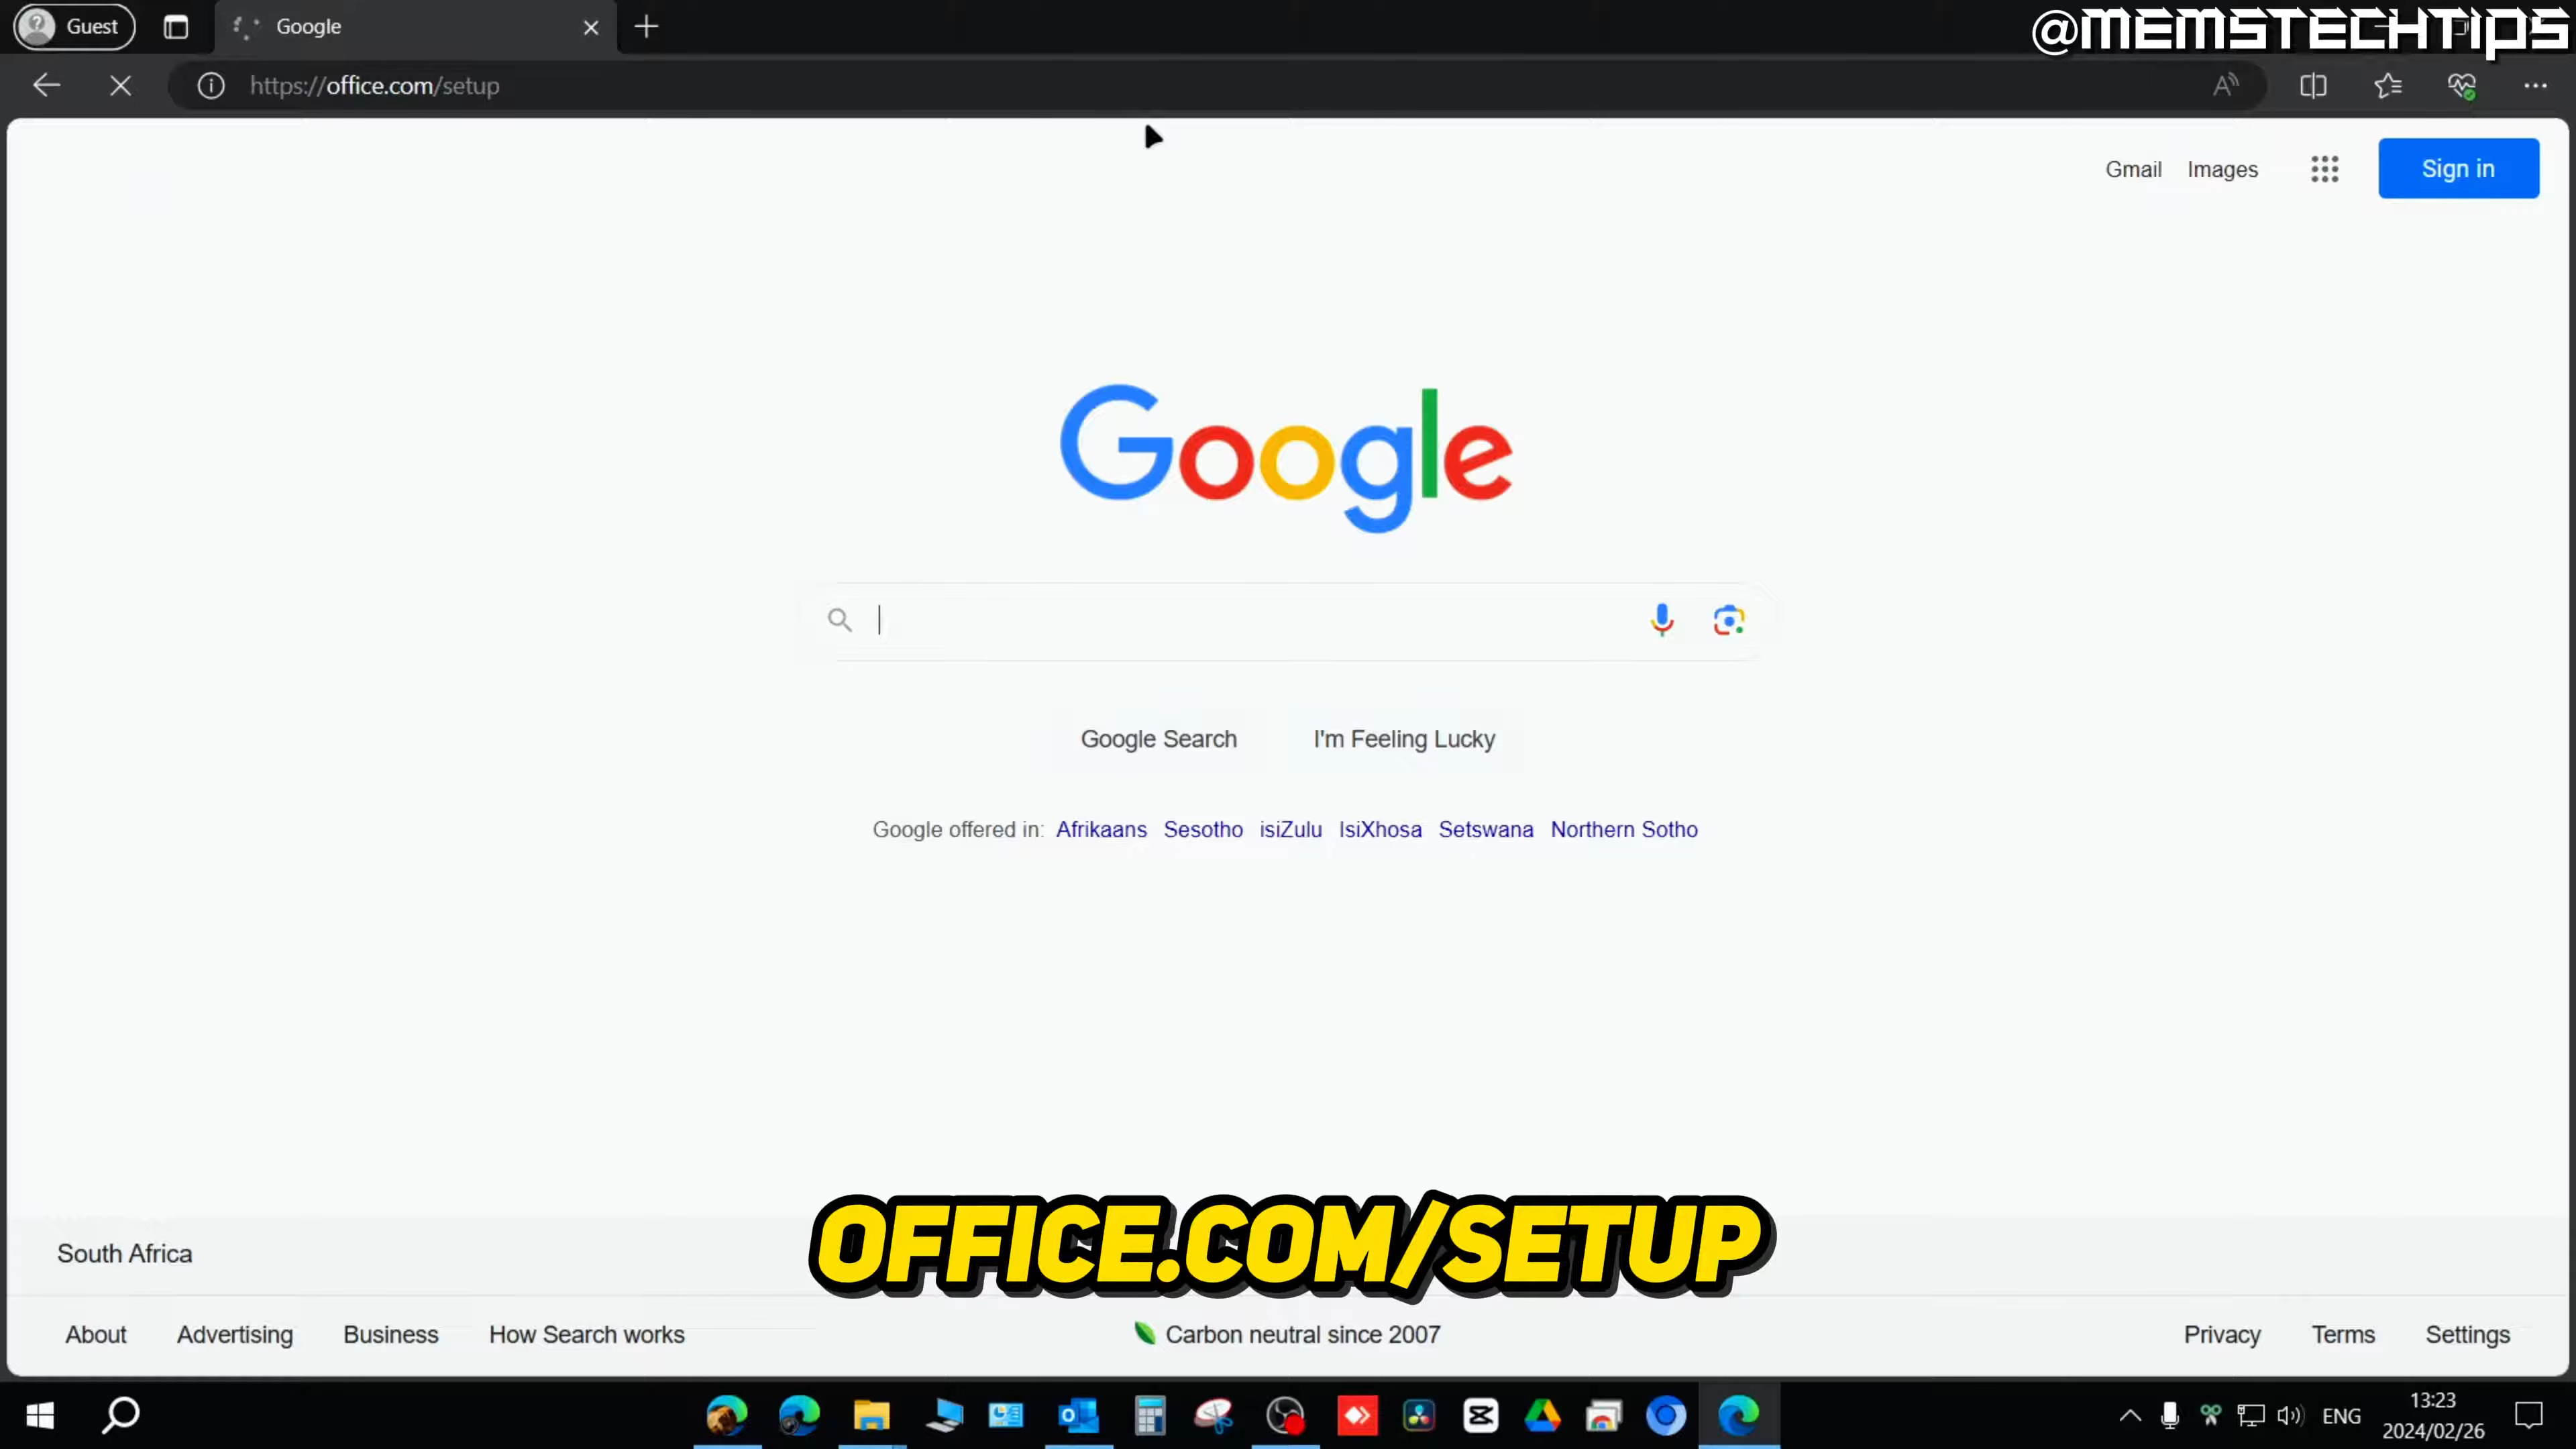 Guest
Google
@MEMSTECHTIPS
https://office.com/setup
Gmail Images Sign in
Google
Google Search I'm Feeling Lucky
Google offered in: Afrikaans Sesotho isiZulu IsiXhosa Setswana Northern Sotho
OFFICE.COM/SETUP
South Africa
About Advertising Business How Search works Carbon neutral since 2007 Privacy Terms Settings
ENG
13:23
2024/02/26